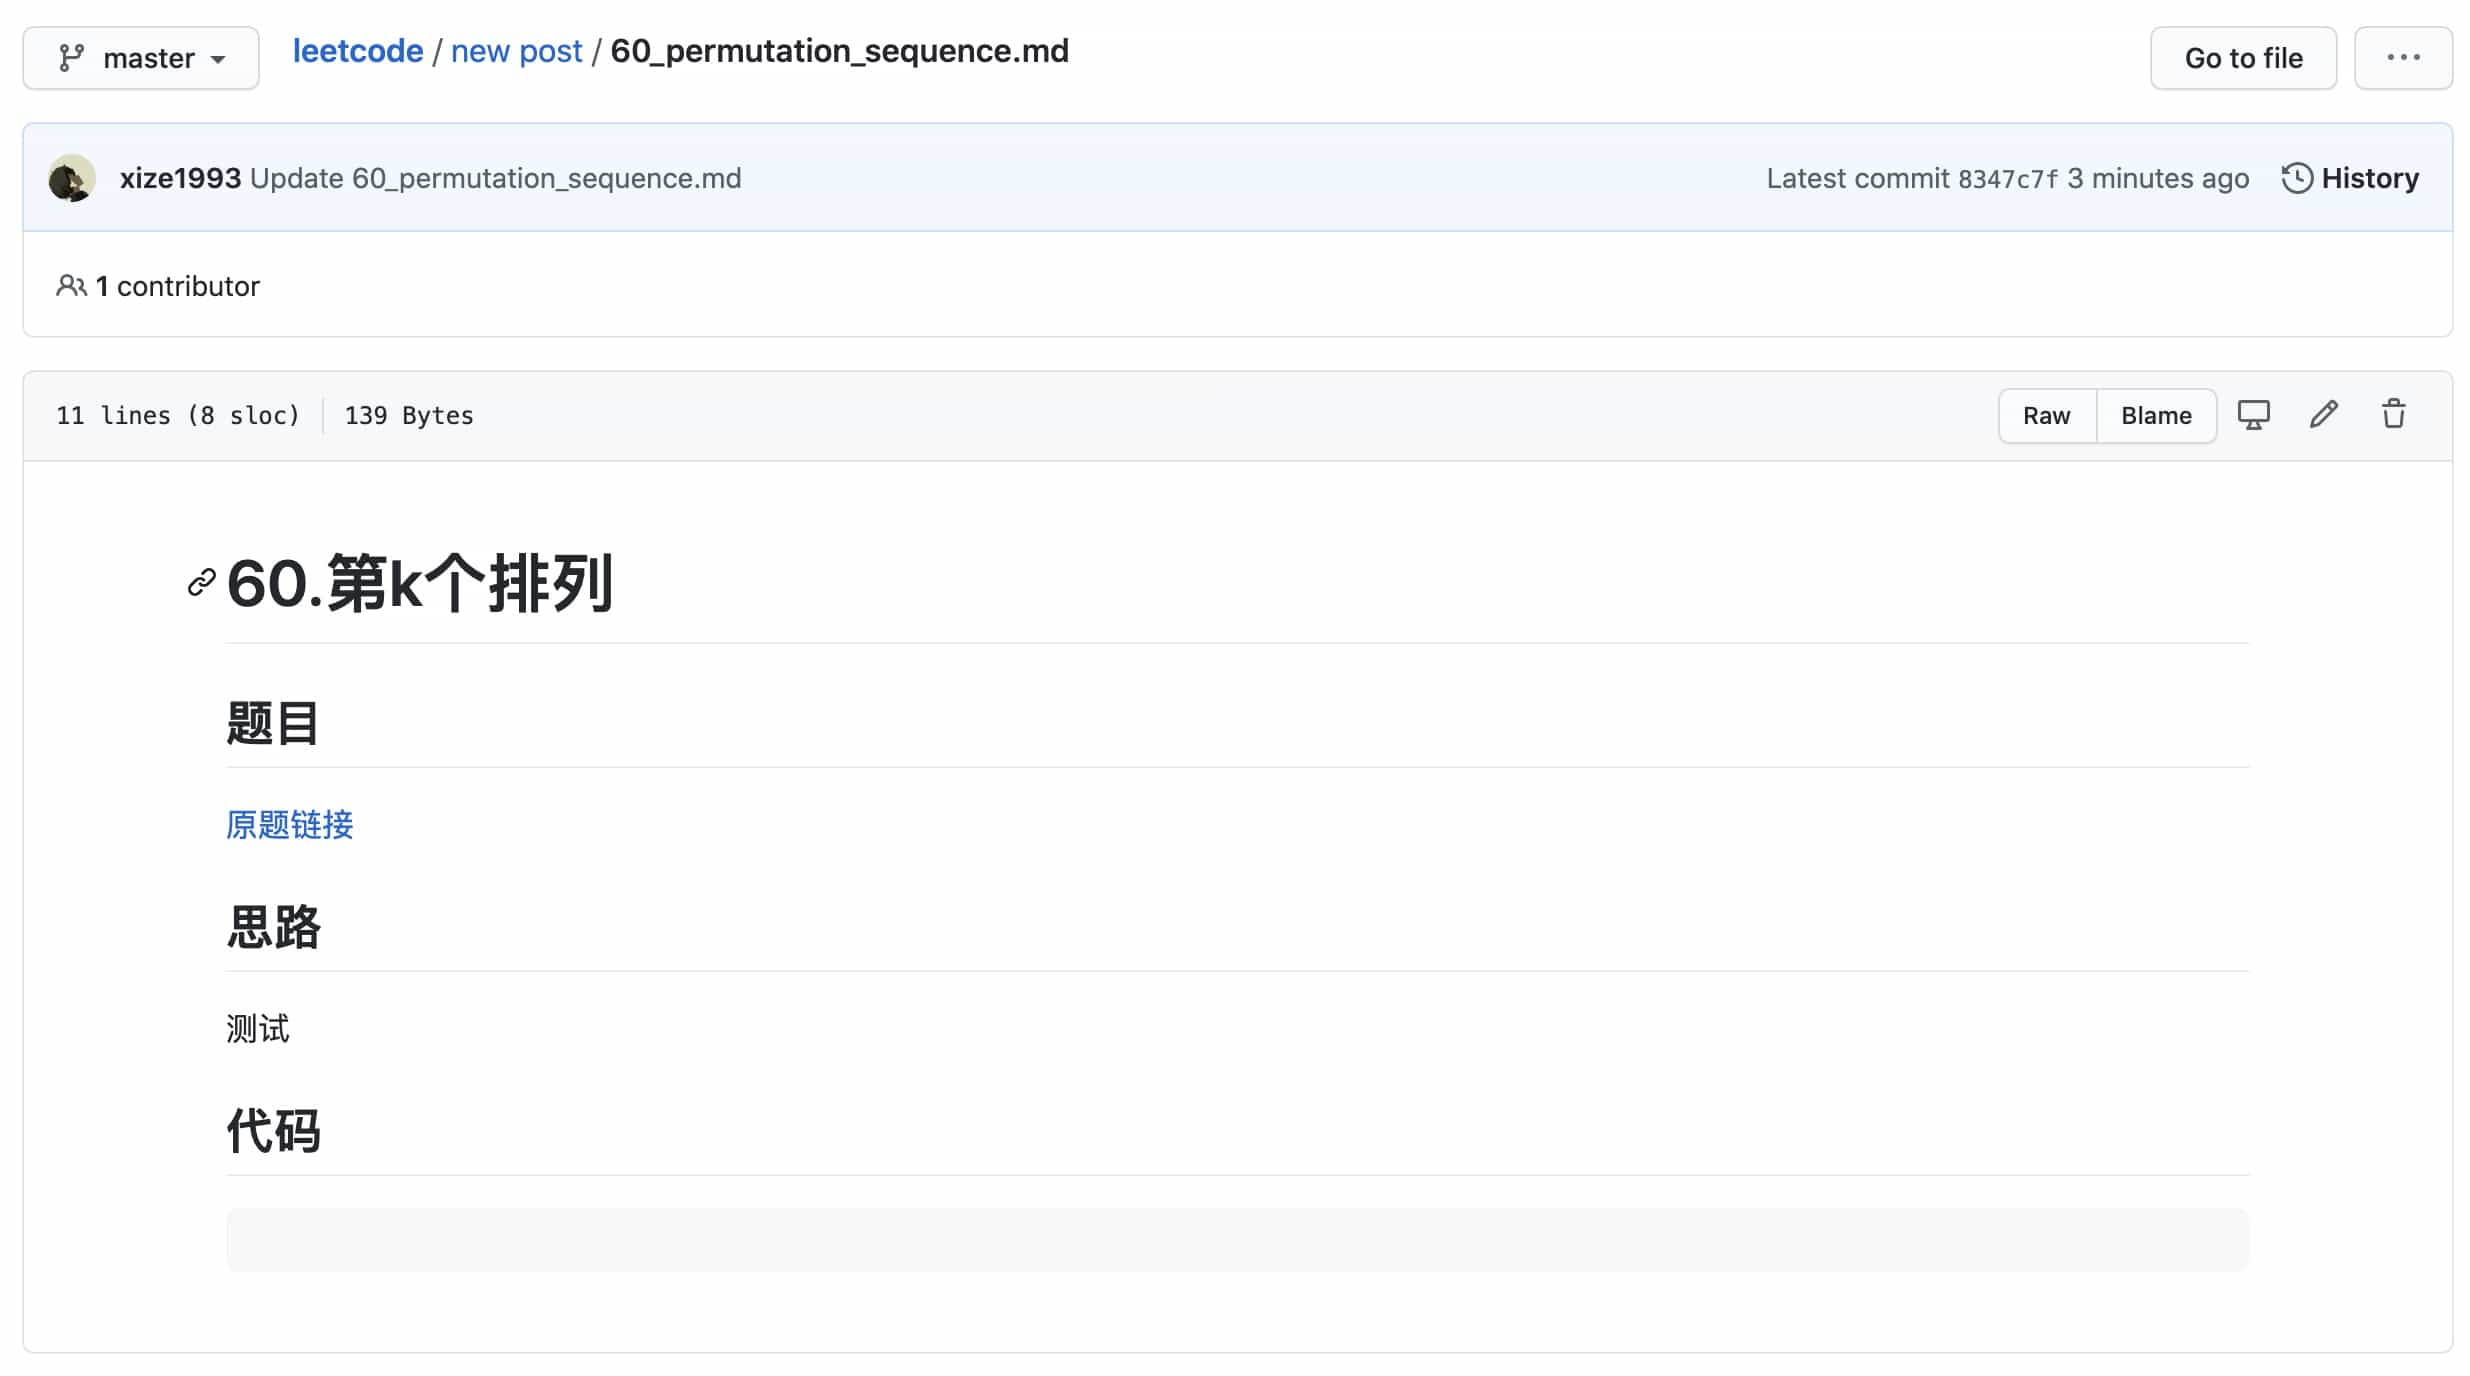 master
leetcode / new post / 60_permutation_sequence.md
Go to file
...
xize1993 Update 60_permutation_sequence.md
Latest commit 8347c7f 3 minutes ago
History
1 contributor
11 lines (8 sloc)
139 Bytes
Raw
Blame
60.第k个排列
题目
原题链接
思路
测试
代码